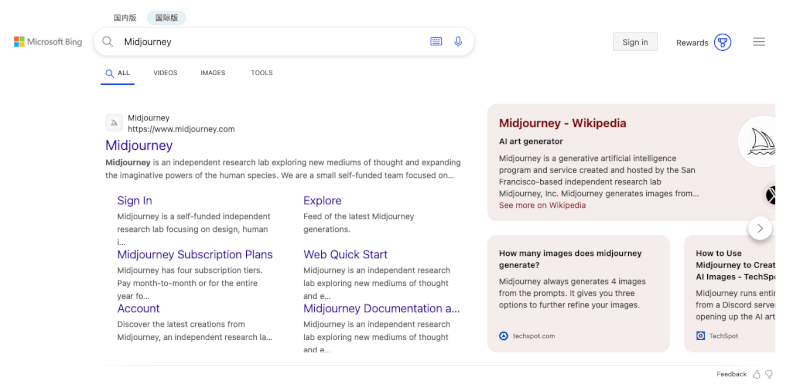 国内版 国际版
Microsoft Bing
Midjourney
Sign in
Rewards
ALL VIDEOS IMAGES TOOLS
Midjourney
https://www.midjourney.com
Midjourney
Midjourney is an independent research lab exploring new mediums of thought and expanding
the imaginative powers of the human species. We are a small self-funded team focused on...
Sign In
Midjourney is a self-funded independent
research lab focusing on design, human
i...
Explore
Feed of the latest Midjourney
generations.
Midjourney Subscription Plans
Midjourney has four subscription tiers.
Pay month-to-month or for the entire
year fo...
Web Quick Start
Midjourney is an independent research
lab exploring new mediums of thought
and e...
Account
Discover the latest creations from
Midjourney, an independent research la...
Midjourney Documentation a...
Midjourney is an independent research
lab exploring new mediums of thought
and e...
Midjourney - Wikipedia
AI art generator
Midjourney is a generative artificial intelligence
program and service created and hosted by the San
Francisco-based independent research lab
Midjourney, Inc. Midjourney generates images from...
See more on Wikipedia
How many images does midjourney
generate?
Midjourney always generates 4 images
from the prompts. It gives you three
options to further refine your images.
techspot.com
How to Use
Midjourney to Creat
AI Images - TechSpo
Midjourney runs entir
from a Discord serve
opening up the AI art
TechSpot
Feedback